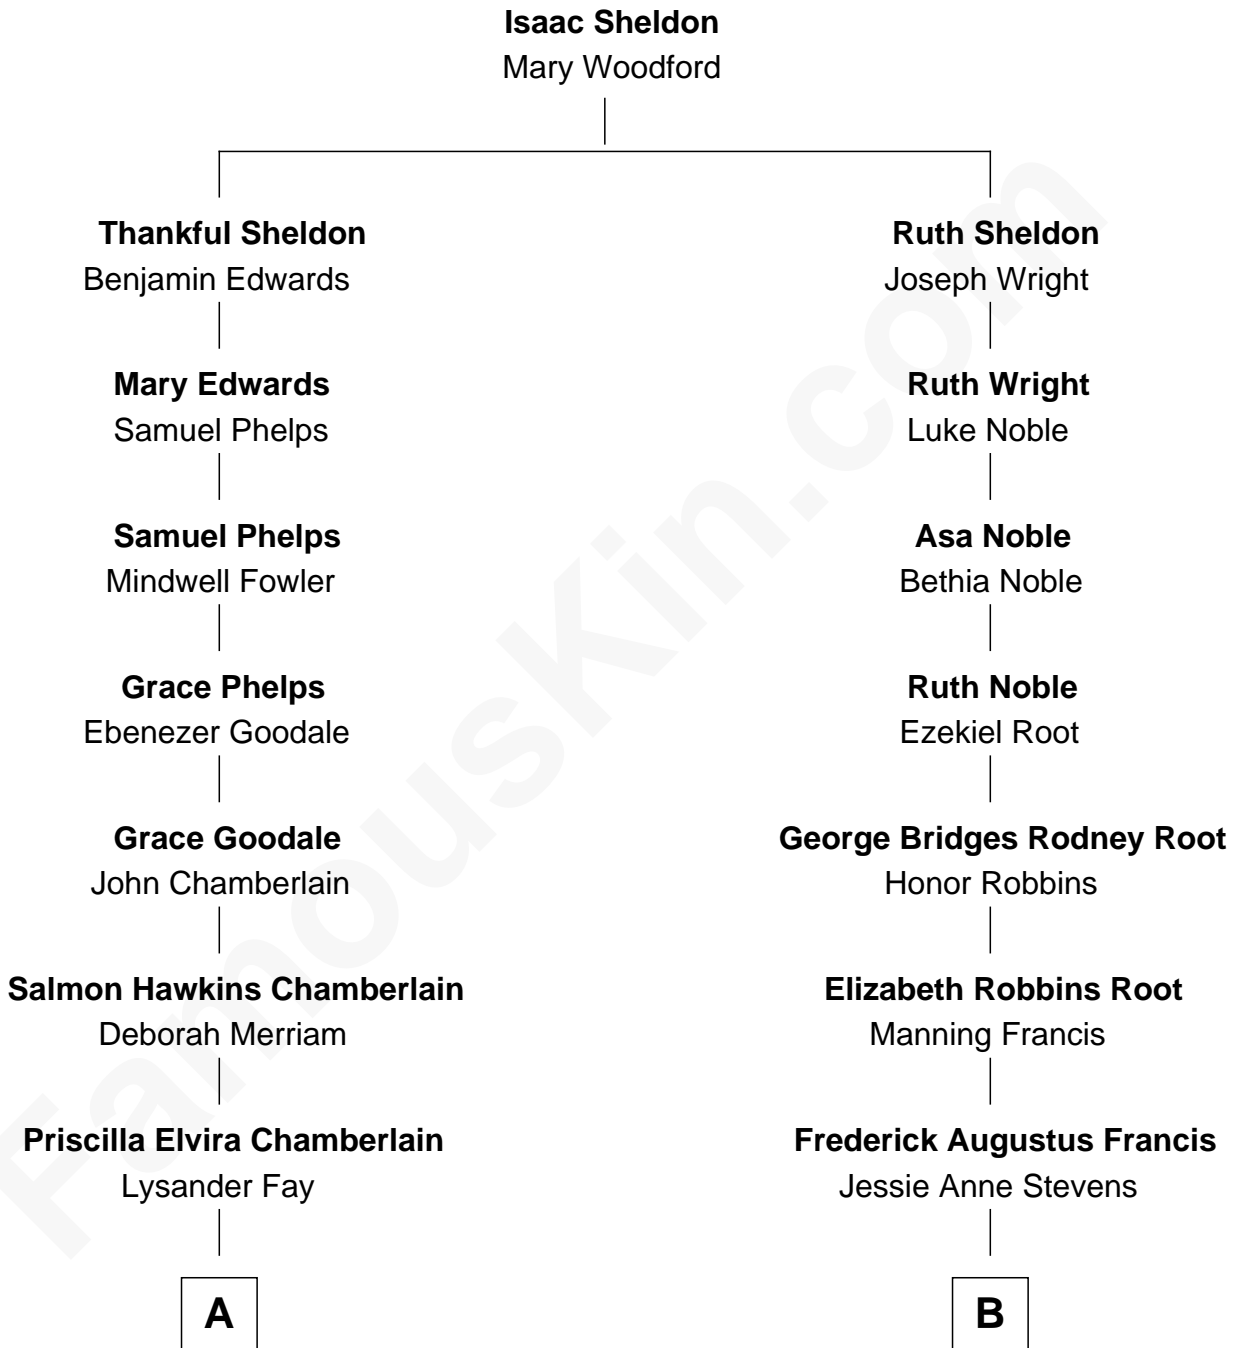 Isaac Sheldon
Mary Woodford
Thankful Sheldon
Benjamin Edwards
Ruth Sheldon
Joseph Wright
Mary Edwards
Samuel Phelps
Ruth Wright
Luke Noble
Samuel Phelps
Mindwell Fowler
Asa Noble
Bethia Noble
Grace Phelps
Ebenezer Goodale
Ruth Noble
Ezekiel Root
Grace Goodale
John Chamberlain
George Bridges Rodney Root
Honor Robbins
Salmon Hawkins Chamberlain
Deborah Merriam
Elizabeth Robbins Root
Manning Francis
Priscilla Elvira Chamberlain
Lysander Fay
Frederick Augustus Francis
Jessie Anne Stevens
A
B
FamousKin.com